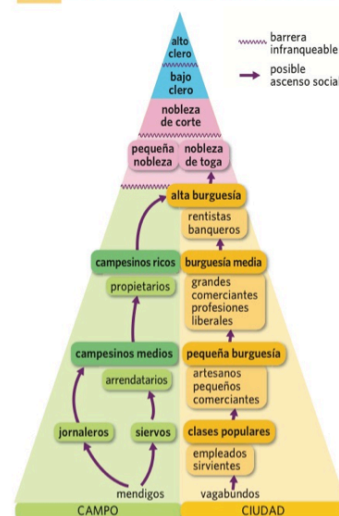 alto
clero
bajo
clero
nobleza
de corte
pequeña
nobleza
nobleza
de toga
barrera
infranqueable
posible
ascenso social
alta burguesía
rentistas
banqueros
campesinos ricos
burguesía media
propietarios
grandes
comerciantes
profesiones
liberales
campesinos medios
pequeña burguesía
arrendatarios
artesanos
pequeños
comerciantes
jornaleros
siervos
clases populares
empleados
sirvientes
mendigos
vagabundos
CAMPO
CIUDAD